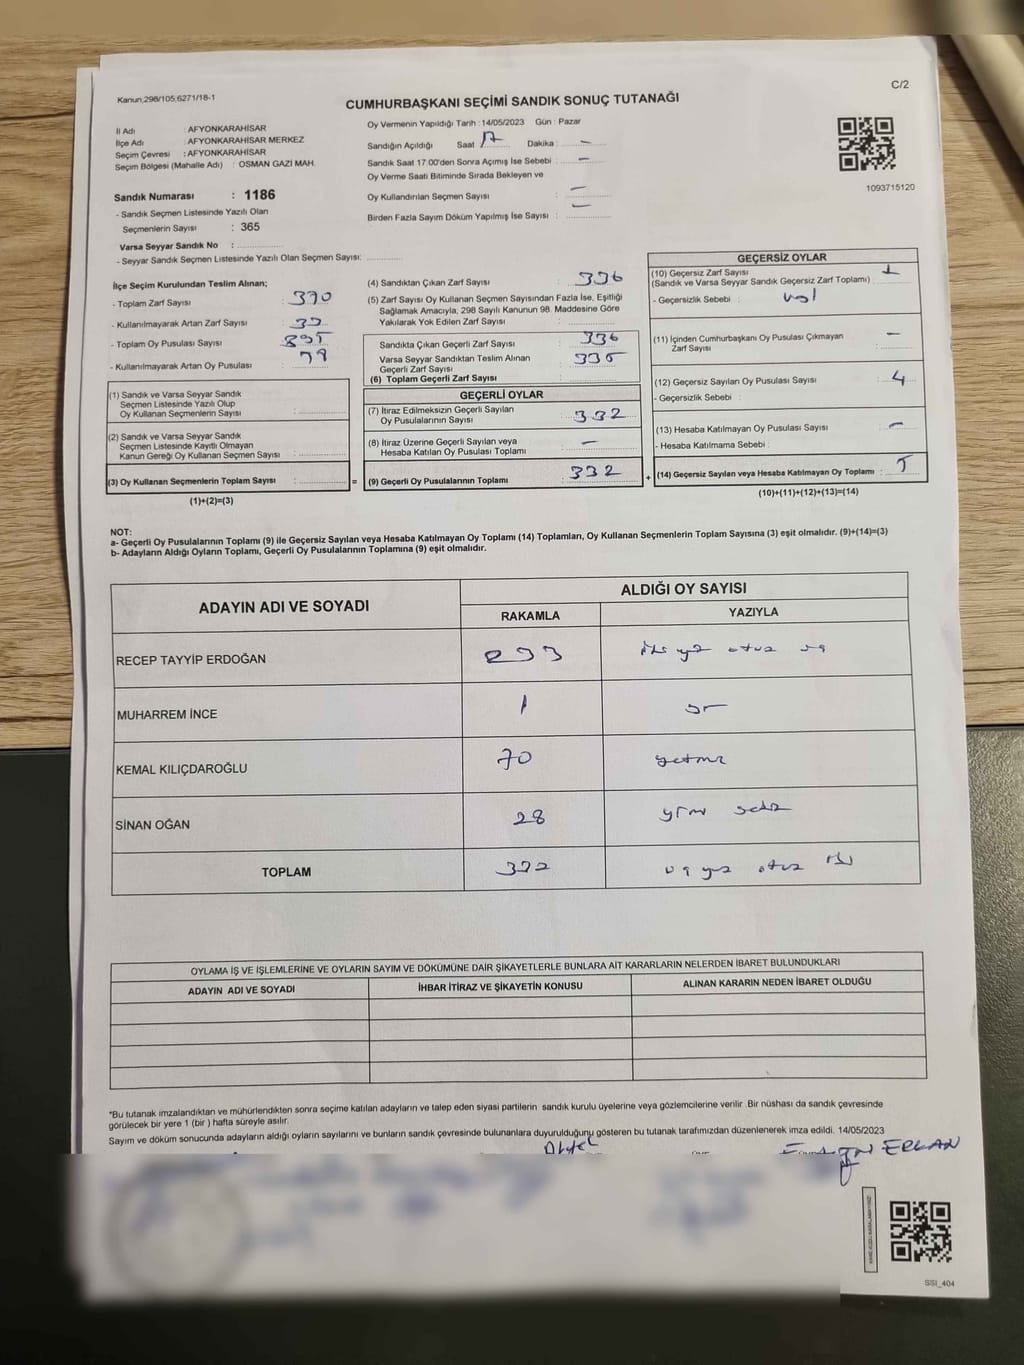 Kanun;298/105;6271/18-1
C/2
CUMHURBAŞKANI SEÇİMİ SANDIK SONUÇ TUTANAĞI
İl Adı : AFYONKARAHİSAR
İlçe Adı : AFYONKARAHİSAR MERKEZ
Seçim Çevresi : AFYONKARAHİSAR
Seçim Bölgesi (Mahalle Adı) : OSMAN GAZİ MAH.
Oy Vermenin Yapıldığı Tarih : 14/05/2023 Gün : Pazar
Sandığın Açıldığı Saat 17 Dakika : -
Sandık Saat 17:00'den Sonra Açımış İse Sebebi : -
Oy Verme Saati Bitiminde Sırada Bekleyen ve
Oy Kullandırılan Seçmen Sayısı : -
Birden Fazla Sayım Döküm Yapılmış İse Sayısı : -
1093715120
Sandık Numarası : 1186
- Sandık Seçmen Listesinde Yazılı Olan
Seçmenlerin Sayısı : 365
Varsa Seyyar Sandık No :
- Seyyar Sandık Seçmen Listesinde Yazılı Olan Seçmen Sayısı:
İlçe Seçim Kurulundan Teslim Alınan;
- Toplam Zarf Sayısı : 370
- Kullanılmayarak Artan Zarf Sayısı :
- Toplam Oy Pusulası Sayısı :
- Kullanılmayarak Artan Oy Pusulası :
(1) Sandık ve Varsa Seyyar Sandık
Seçmen Listesinde Yazılı Olup
Oy Kullanan Seçmenlerin Sayısı :
(2) Sandık ve Varsa Seyyar Sandık
Seçmen Listesinde Kayıtlı Olmayan
Kanun Gereği Oy Kullanan Seçmen Sayısı :
(3) Oy Kullanan Seçmenlerin Toplam Sayısı : =
(1)+(2)=(3)
(4) Sandıktan Çıkan Zarf Sayısı : 336
(5) Zarf Sayısı Oy Kullanan Seçmen Sayısından Fazla İse, Eşitliği
Sağlamak Amacıyla, 298 Sayılı Kanunun 98. Maddesine Göre
Yakılarak Yok Edilen Zarf Sayısı :
Sandıkta Çıkan Geçerli Zarf Sayısı : 336
Varsa Seyyar Sandıktan Teslim Alınan
Geçerli Zarf Sayısı : 335
(6) Toplam Geçerli Zarf Sayısı :
GEÇERLİ OYLAR
(7) İtiraz Edilmeksizin Geçerli Sayılan
Oy Pusulalarının Sayısı : 332
(8) İtiraz Üzerine Geçerli Sayılan veya
Hesaba Katılan Oy Pusulası Toplamı : -
(9) Geçerli Oy Pusulalarının Toplamı : 332 +
GEÇERSİZ OYLAR
(10) Geçersiz Zarf Sayısı : 1
(Sandık ve Varsa Seyyar Sandık Geçersiz Zarf Toplamı)
- Geçersizlik Sebebi :
(11) İçinden Cumhurbaşkanı Oy Pusulası Çıkmayan
Zarf Sayısı : -
(12) Geçersiz Sayılan Oy Pusulası Sayısı : 4
- Geçersizlik Sebebi :
(13) Hesaba Katılmayan Oy Pusulası Sayısı : -
- Hesaba Katılmama Sebebi :
(14) Geçersiz Sayılan veya Hesaba Katılmayan Oy Toplamı : 5
(10)+(11)+(12)+(13)=(14)
NOT:
a- Geçerli Oy Pusulalarının Toplamı (9) ile Geçersiz Sayılan veya Hesaba Katılmayan Oy Toplamı (14) Toplamları, Oy Kullanan Seçmenlerin Toplam Sayısına (3) eşit olmalıdır. (9)+(14)=(3)
b- Adayların Aldığı Oyların Toplamı, Geçerli Oy Pusulalarının Toplamına (9) eşit olmalıdır.
ADAYIN ADI VE SOYADI
ALDIĞI OY SAYISI
RAKAMLA YAZIYLA
RECEP TAYYİP ERDOĞAN 233 iki yüz otuz üç
MUHARREM İNCE 1 bir
KEMAL KILIÇDAROĞLU 70 yetmiş
SİNAN OĞAN 28 yirmi sekiz
TOPLAM 332 üç yüz otuz iki
OYLAMA İŞ VE İŞLEMLERİNE VE OYLARIN SAYIM VE DÖKÜMÜNE DAİR ŞİKAYETLERLE BUNLARA AİT KARARLARIN NELERDEN İBARET BULUNDUKLARI
ADAYIN ADI VE SOYADI İHBAR İTİRAZ VE ŞİKAYETİN KONUSU ALINAN KARARIN NEDEN İBARET OLDUĞU
*Bu tutanak imzalandıktan ve mühürlendikten sonra seçime katılan adayların ve talep eden siyasi partilerin sandık kurulu üyelerine veya gözlemcilerine verilir .Bir nüshası da sandık çevresinde
görülecek bir yere 1 (bir ) hafta süreyle asılır.
Sayım ve döküm sonucunda adayların aldığı oyların sayılarını ve bunların sandık çevresinde bulunanlara duyurulduğunu gösteren bu tutanak tarafımızdan düzenlenerek imza edildi. 14/05/2023
ERCAN
SSI_404